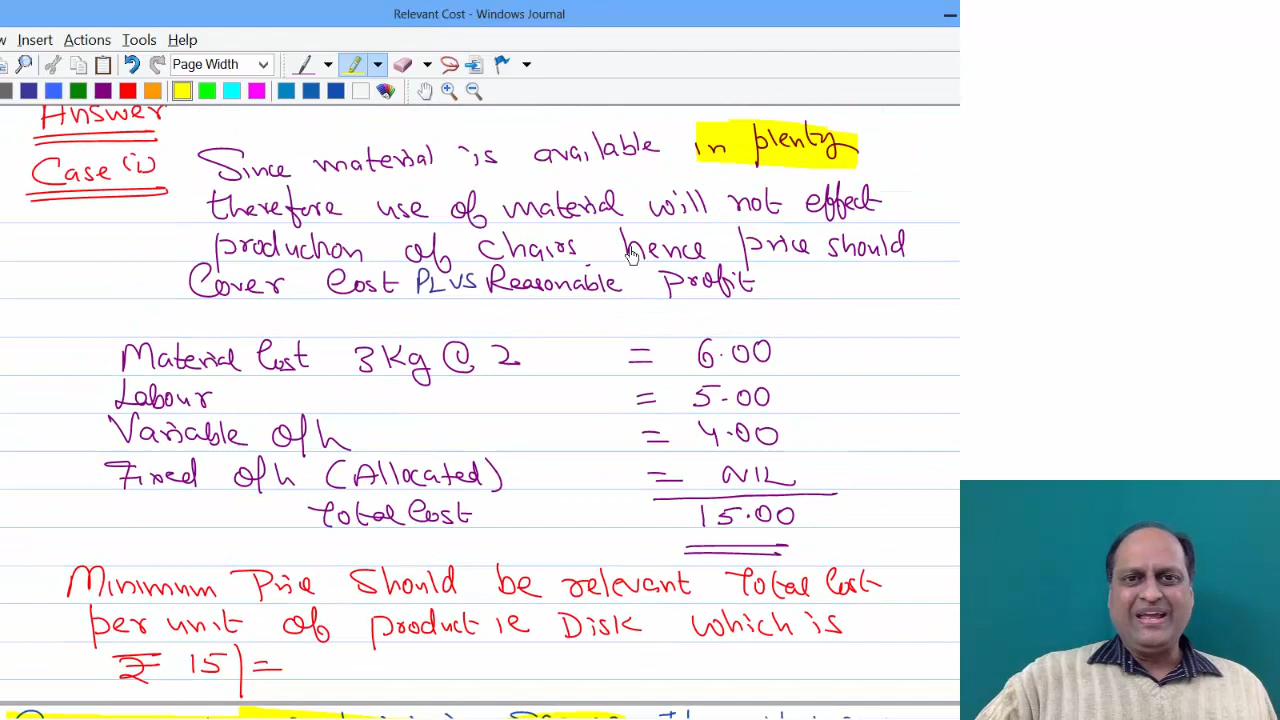 Relevant Cost - Windows Journal
Insert Actions Tools Help
Page Width
Answer
Case (i)
Since material is available in plenty
therefore use of material will not effect
production of chairs. hence price should
Cover Cost PLUS Reasonable profit
Material Cost 3Kg @ 2 = 6.00
Labour = 5.00
Variable o/h = 4.00
Fixed o/h (Allocated) = NIL
Total Cost 15.00
Minimum Price Should be relevant Total Cost
per unit of product ie Disk which is
₹ 15/=